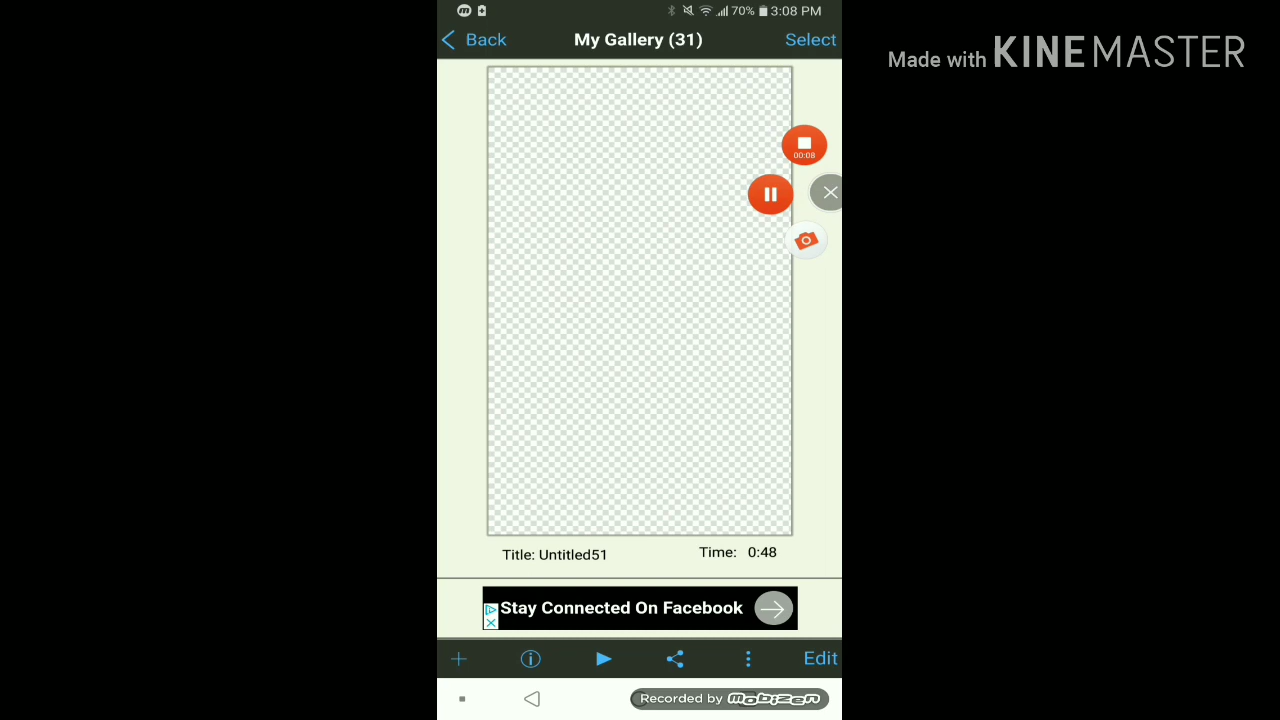 70% 3:08 PM
Back My Gallery (31) Select
Made with KINEMASTER
00:08
Title: Untitled51 Time: 0:48
Stay Connected On Facebook
Edit
Recorded by mobizen